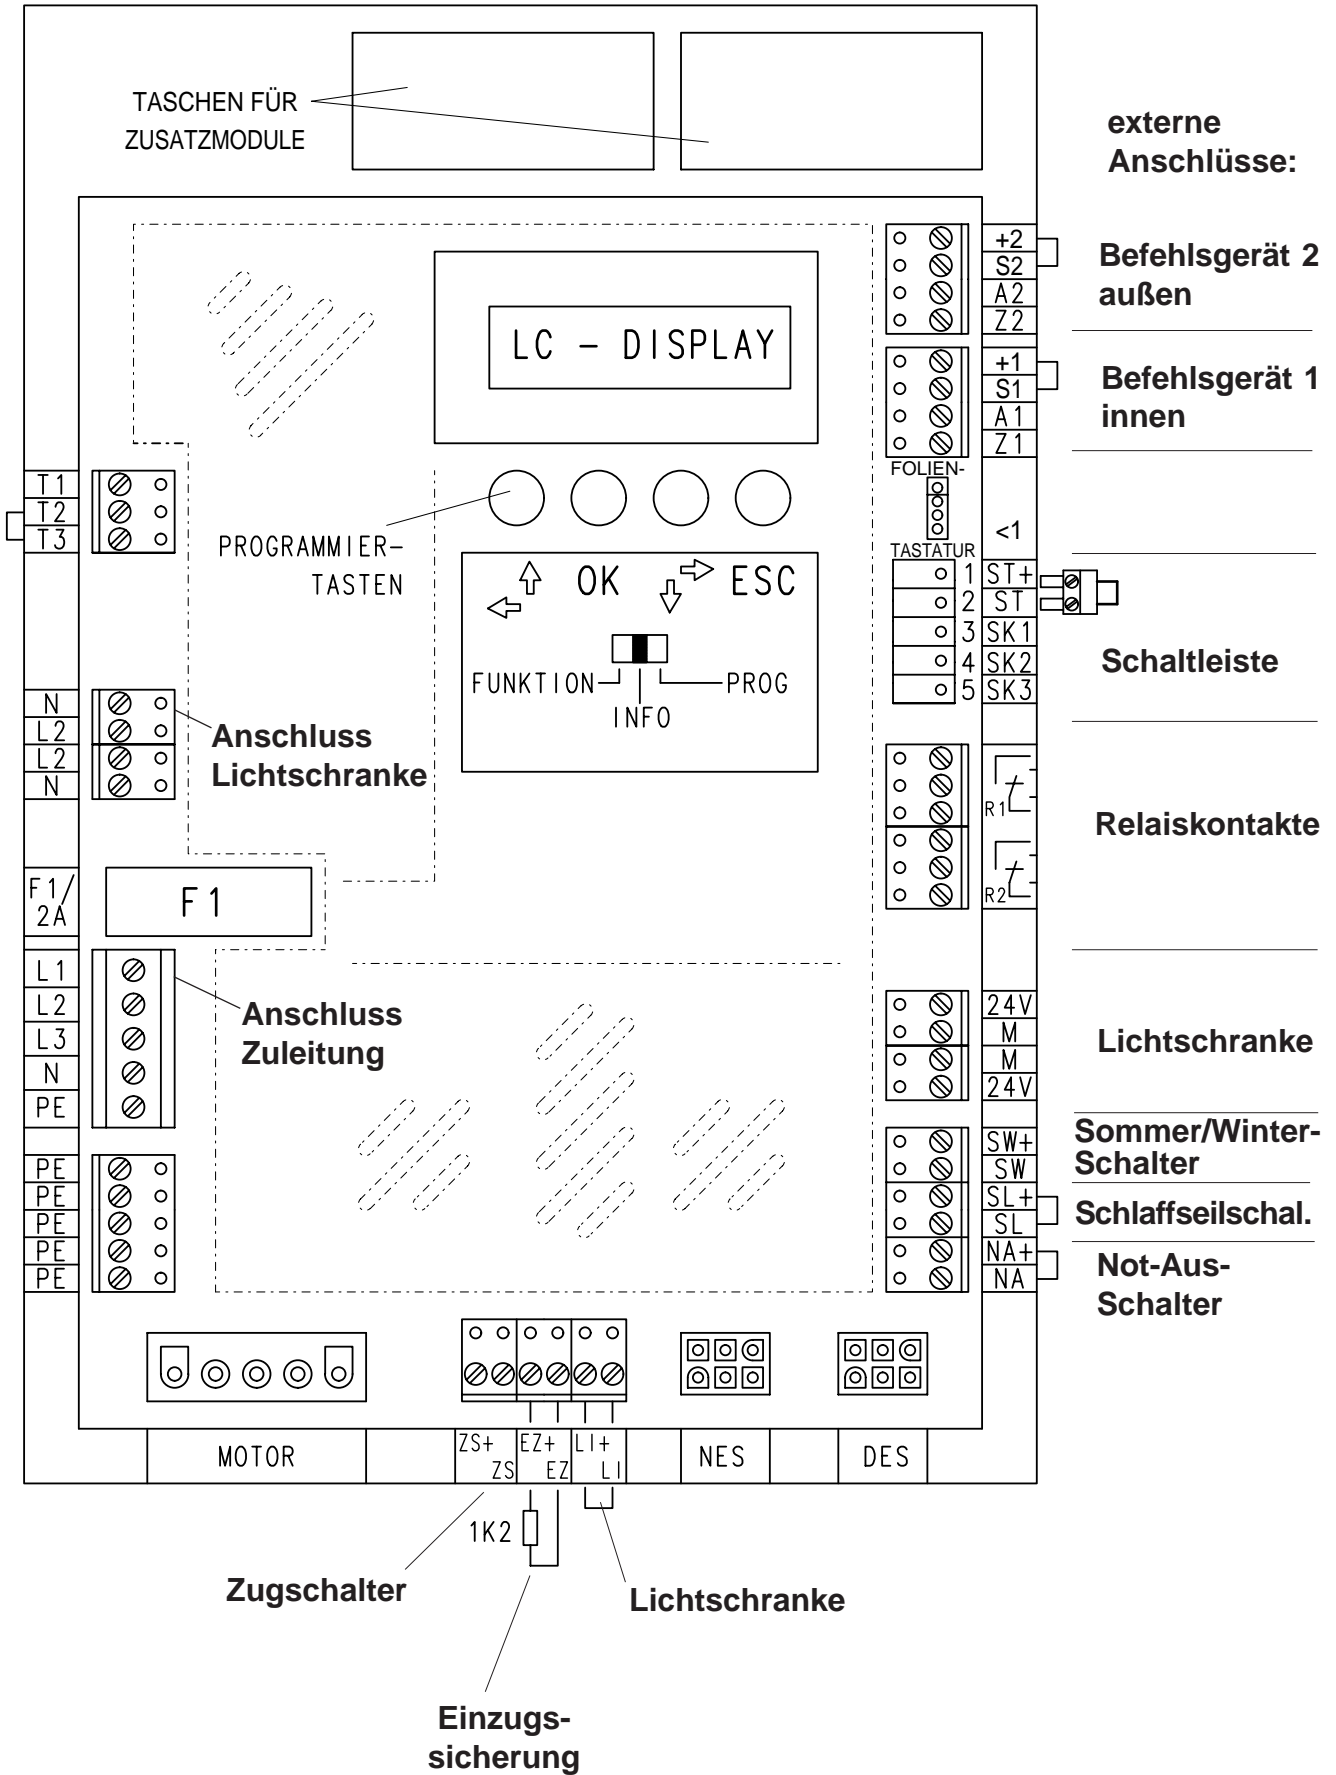 TASCHEN FÜR
ZUSATZMODULE
externe
Anschlüsse:
LC - DISPLAY
+2
S2
A2
Z2
Befehlsgerät 2
außen
+1
S1
A1
Z1
Befehlsgerät 1
innen
T1
T2
T3
PROGRAMMIER-
TASTEN
FOLIEN-
TASTATUR
<1
OK
ESC
FUNKTION
INFO
PROG
1 ST+
2 ST
3 SK1
4 SK2
5 SK3
Schaltleiste
N
L2
L2
N
Anschluss
Lichtschranke
R1
R2
Relaiskontakte
F1/
2A
F1
L1
L2
L3
N
PE
Anschluss
Zuleitung
24V
M
M
24V
Lichtschranke
PE
PE
PE
PE
PE
SW+
SW
SL+
SL
NA+
NA
Sommer/Winter-
Schalter
Schlaffseilschal.
Not-Aus-
Schalter
MOTOR
ZS+
ZS
EZ+
EZ
LI+
LI
NES
DES
1K2
Zugschalter
Lichtschranke
Einzugs-
sicherung